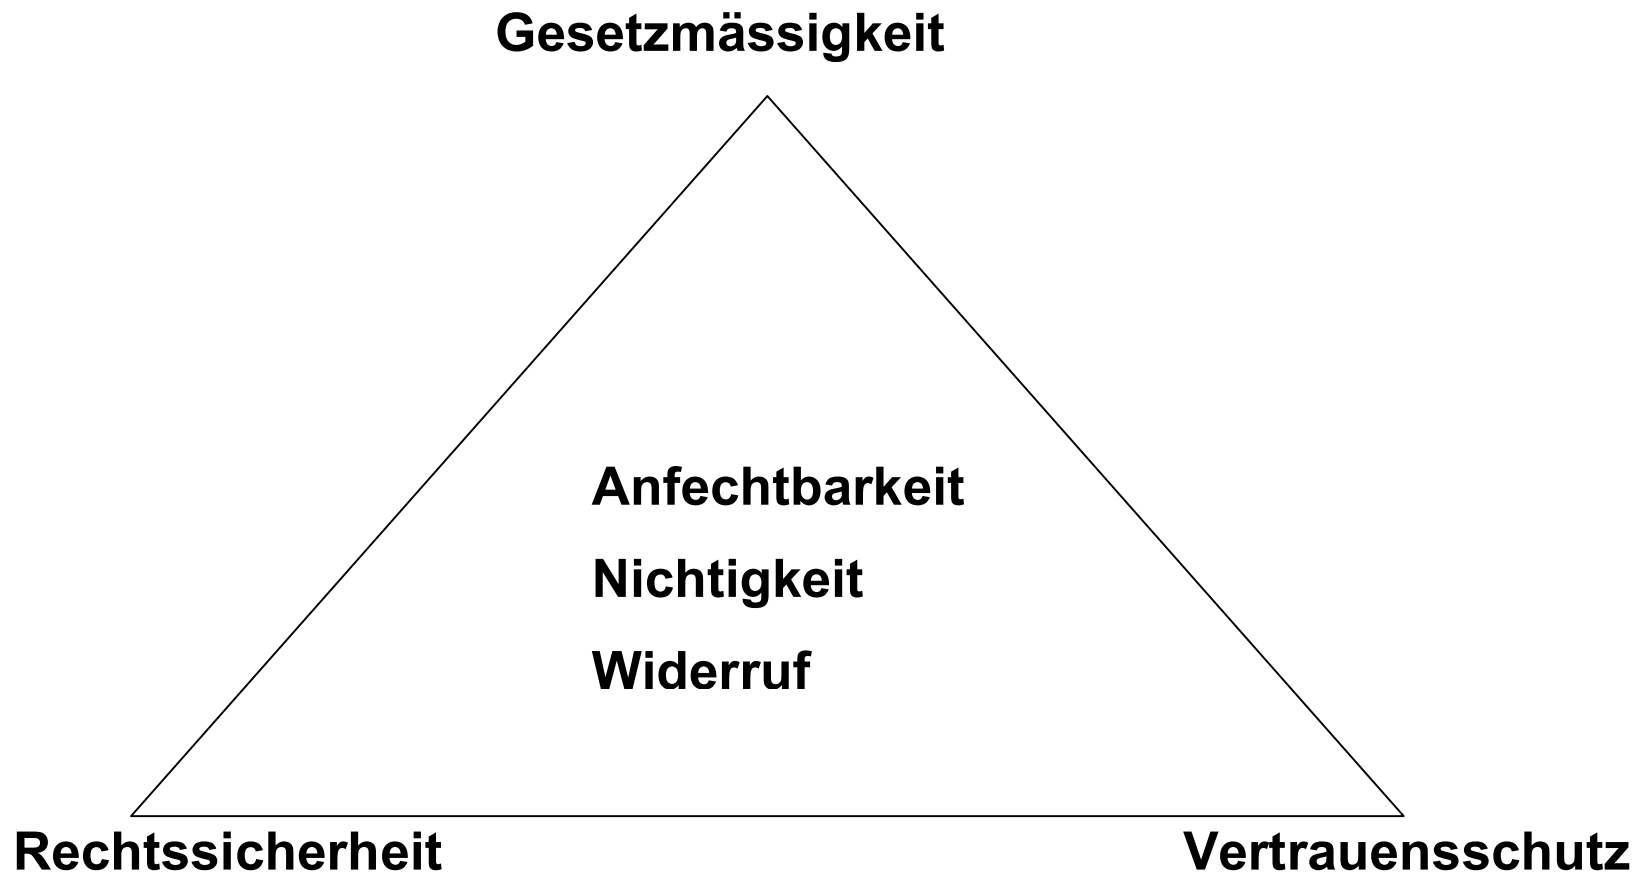 Gesetzmässigkeit
Anfechtbarkeit
Nichtigkeit
Widerruf
Rechtssicherheit
Vertrauensschutz